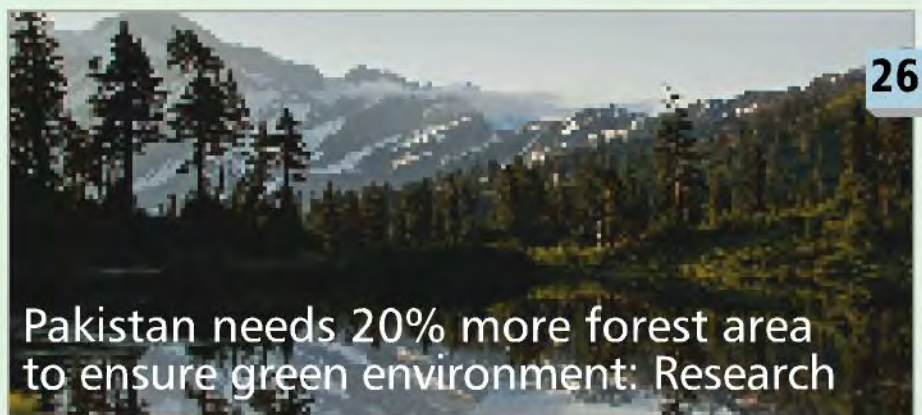 26
Pakistan needs 20% more forest area
to ensure green environment: Research